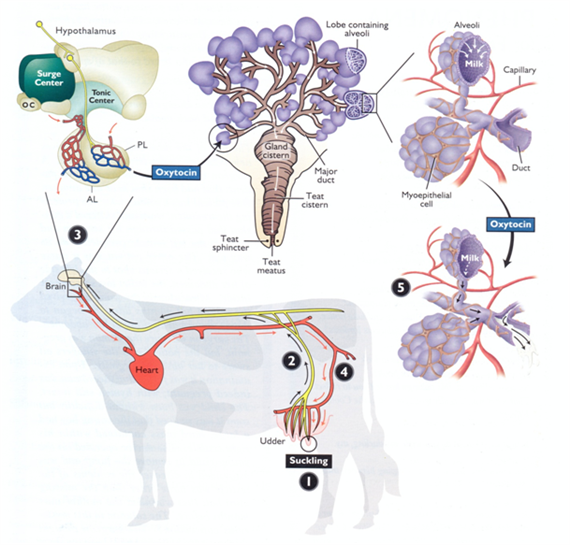 Hypothalamus
Surge
Center
Tonic
Center
OC
PL
AL
Oxytocin
Lobe containing
alveoli
Gland
cistern
Major
duct
Teat
cistern
Teat
sphincter
Teat
meatus
Alveoli
Milk
Capillary
Duct
Myoepithelial
cell
Oxytocin
Milk
5
3
Brain
Heart
2
4
Udder
Suckling
1